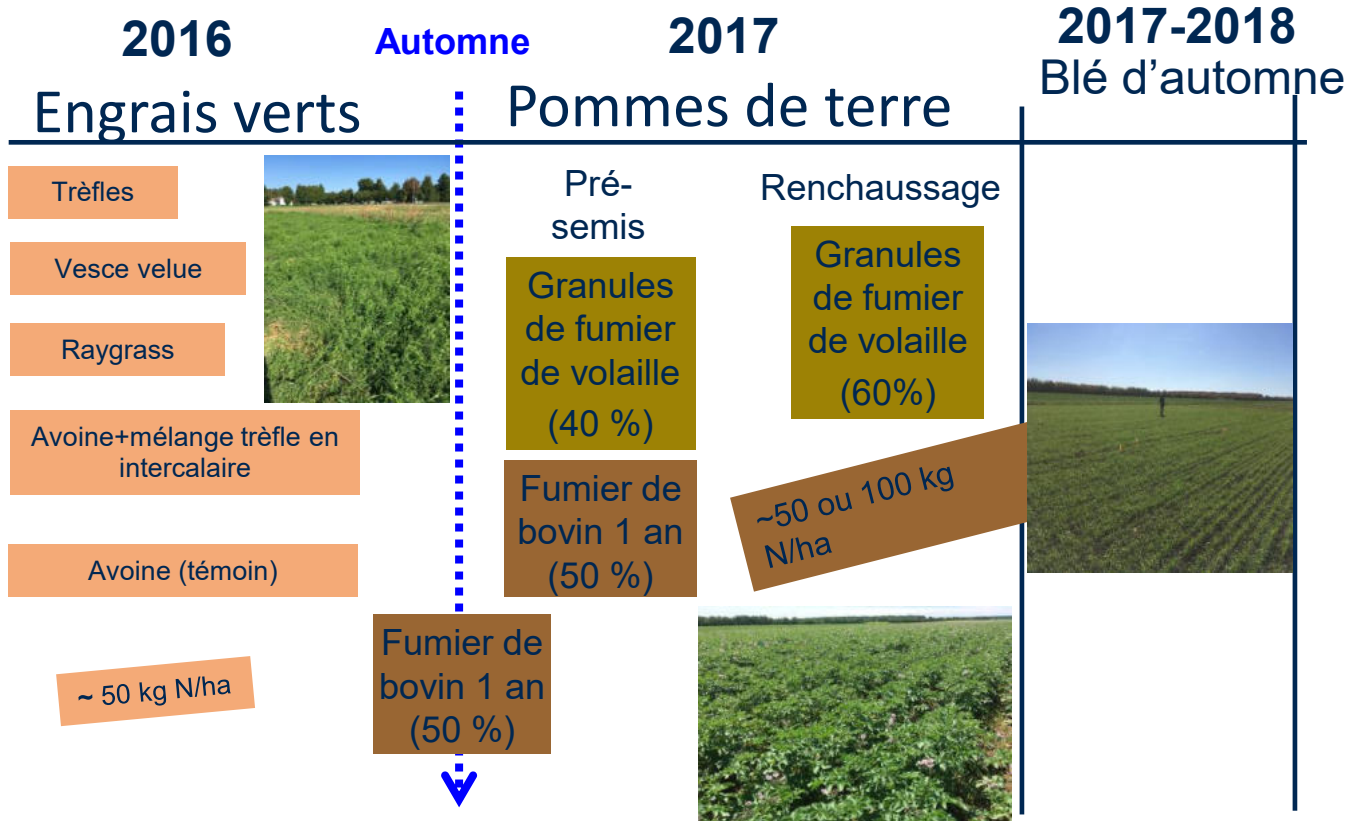 2016
Automne
2017
2017-2018
Blé d’automne
Engrais verts
Pommes de terre
Trèfles
Vesce velue
Raygrass
Avoine+mélange trèfle en
intercalaire
Avoine (témoin)
~ 50 kg N/ha
Fumier de
bovin 1 an
(50 %)
Pré-
semis
Granules
de fumier
de volaille
(40 %)
Fumier de
bovin 1 an
(50 %)
Renchaussage
Granules
de fumier
de volaille
(60%)
~50 ou 100 kg
N/ha